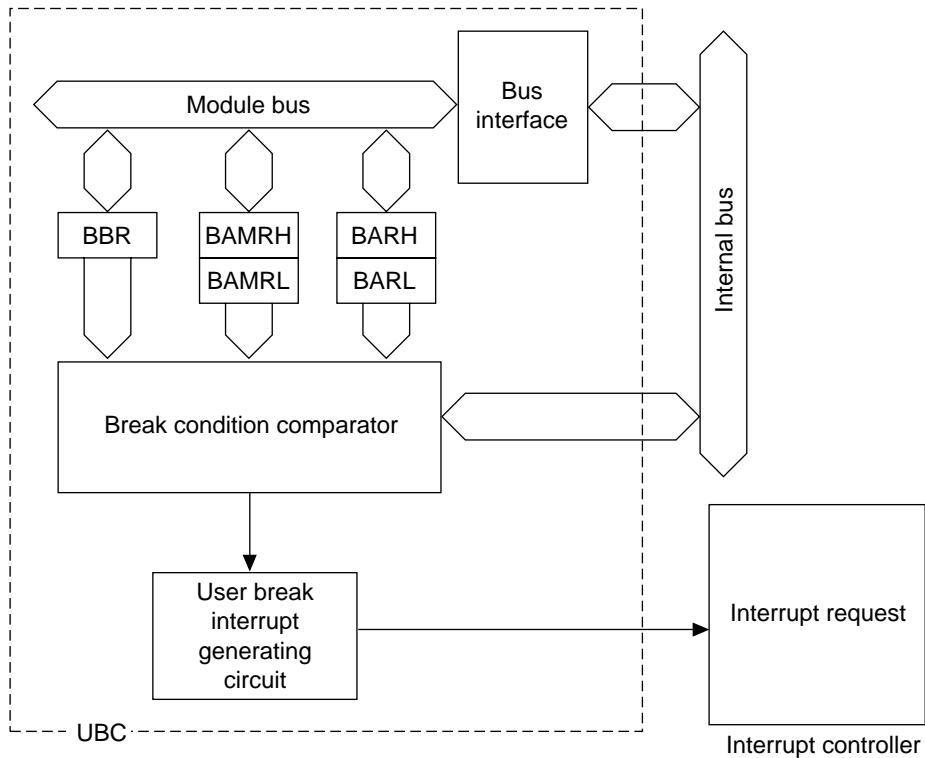 Module bus
Bus
interface
BBR
BAMRH
BARH
BAMRL
BARL
Internal bus
Break condition comparator
User break
interrupt
generating
circuit
Interrupt request
UBC
Interrupt controller